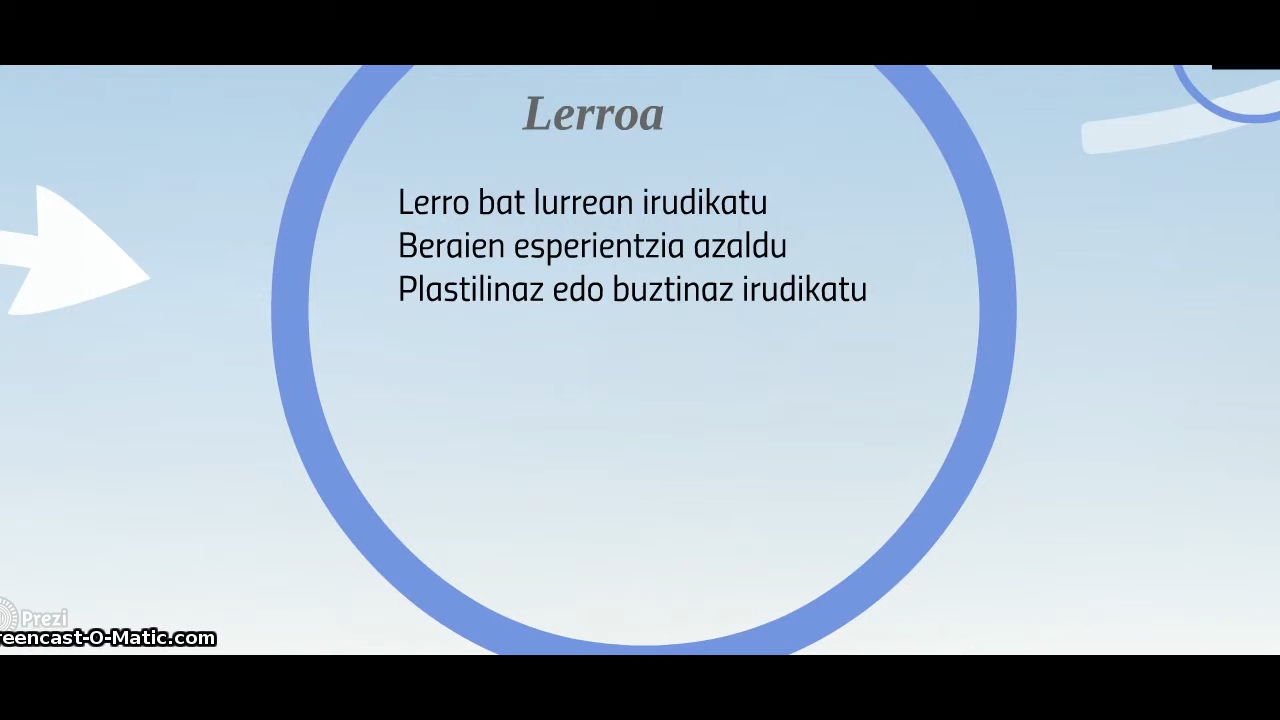 Lerroa
Lerro bat lurrean irudikatu
Beraien esperientzia azaldu
Plastilinaz edo buztinaz irudikatu
Prezi
reencast-O-Matic.com